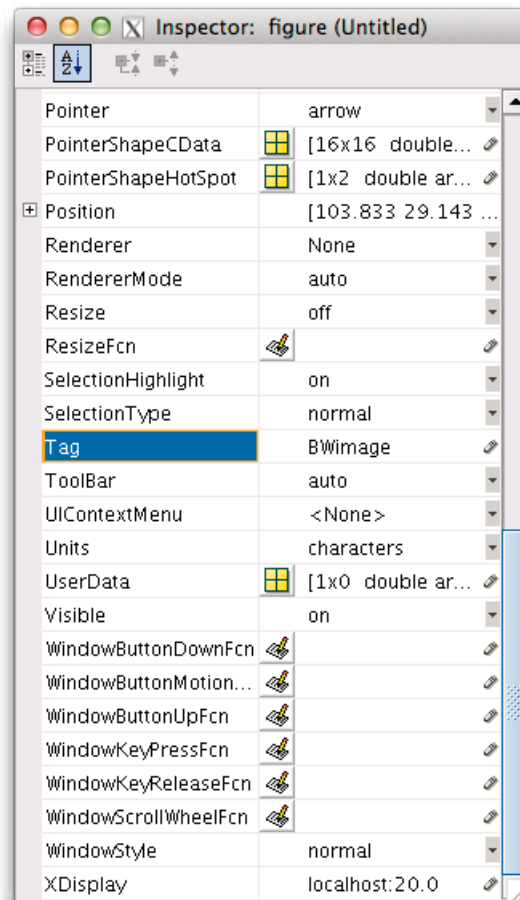 Inspector: figure (Untitled)
Pointer arrow
PointerShapeCData [16x16 double...
PointerShapeHotSpot [1x2 double ar...
Position [103.833 29.143 ...
Renderer None
RendererMode auto
Resize off
ResizeFcn
SelectionHighlight on
SelectionType normal
Tag BWimage
ToolBar auto
UIContextMenu <None>
Units characters
UserData [1x0 double ar...
Visible on
WindowButtonDownFcn
WindowButtonMotion...
WindowButtonUpFcn
WindowKeyPressFcn
WindowKeyReleaseFcn
WindowScrollWheelFcn
WindowStyle normal
XDisplay localhost:20.0